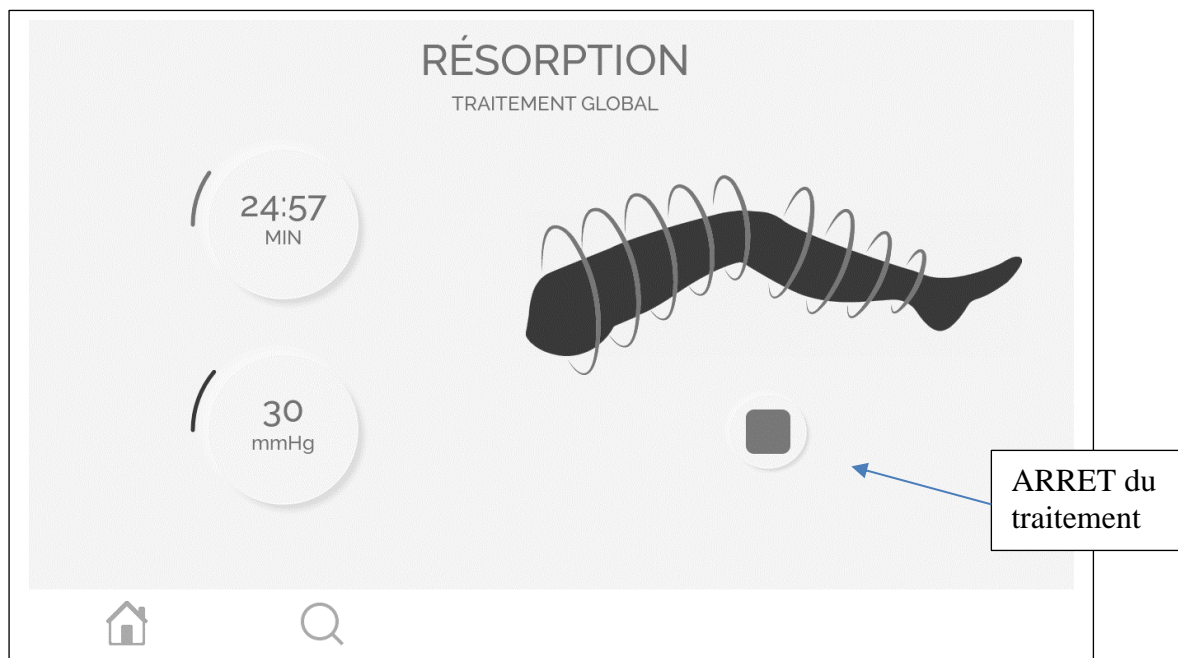 RÉSORPTION
TRAITEMENT GLOBAL
24:57
MIN
30
mmHg
ARRET du
traitement